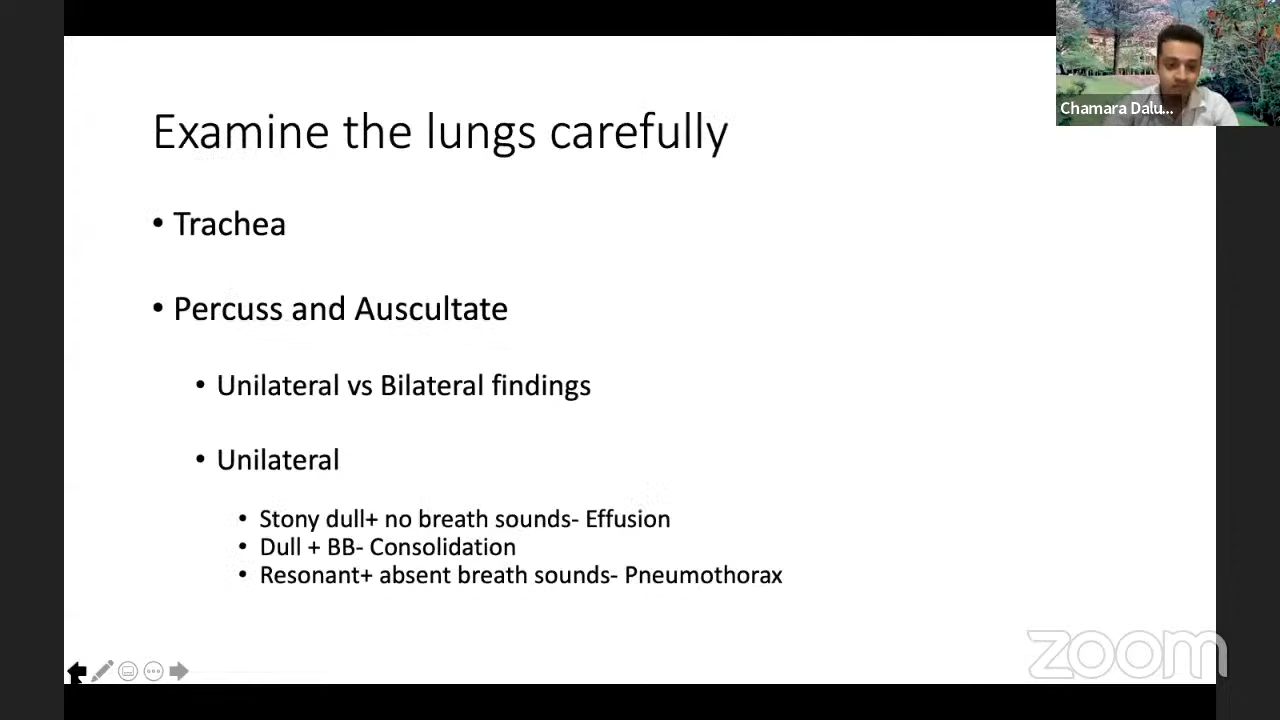 Chamara Dalu...
Examine the lungs carefully
• Trachea
• Percuss and Auscultate
• Unilateral vs Bilateral findings
• Unilateral
• Stony dull+ no breath sounds- Effusion
• Dull + BB- Consolidation
• Resonant+ absent breath sounds- Pneumothorax
zoom